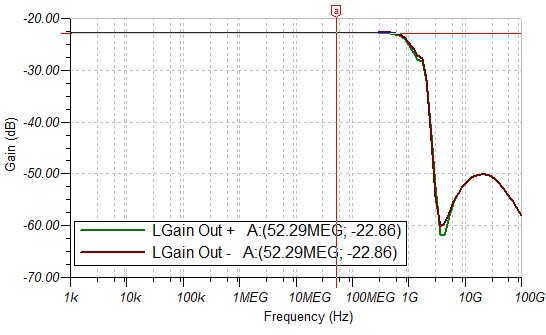 a
-20.00
-30.00
-40.00
-50.00
-60.00
-70.00
Gain (dB)
LGain Out + A:(52.29MEG; -22.86)
LGain Out - A:(52.29MEG; -22.86)
1k 10k 100k 1MEG 10MEG 100MEG 1G 10G 100G
Frequency (Hz)